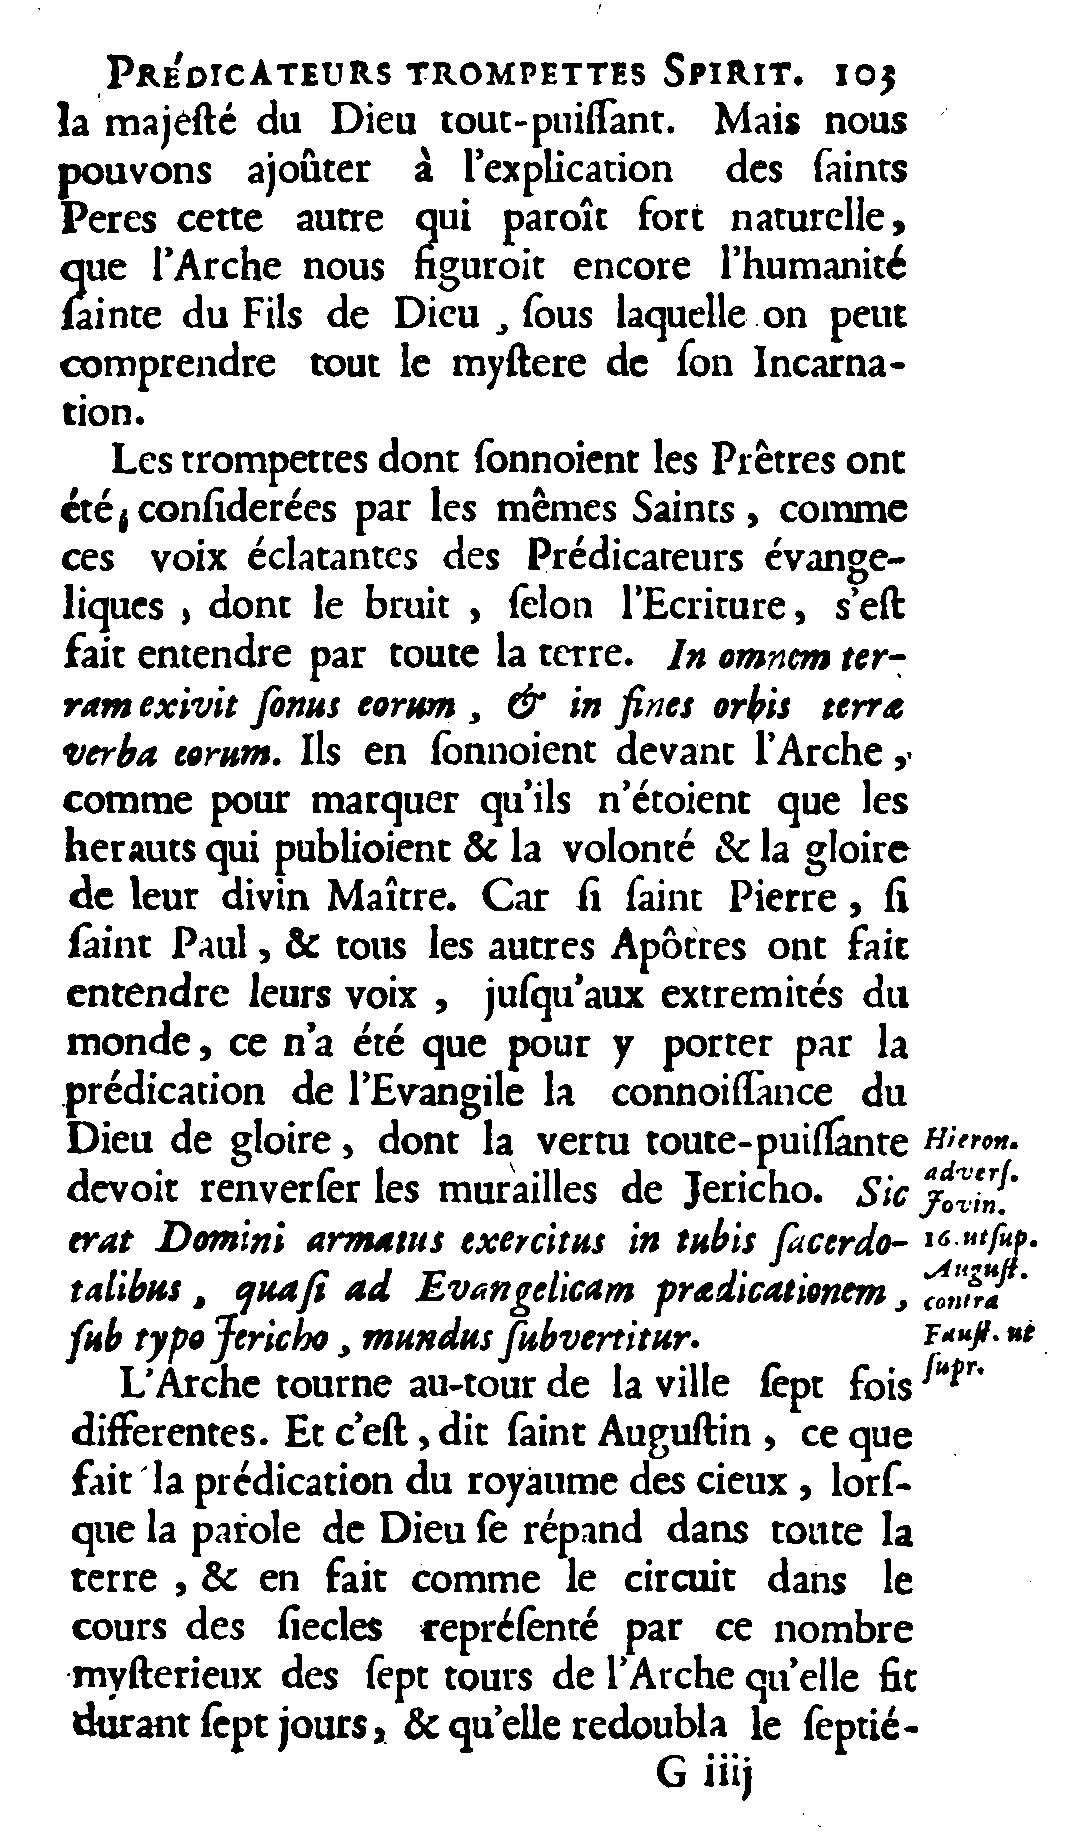 PRÉDICATEURS TROMPETTES SPIRIT. 103
la majeſté du Dieu tout-puiſſant. Mais nous
pouvons ajoûter à l'explication des ſaints
Peres cette autre qui paroît fort naturelle,
que l'Arche nous figuroit encore l'humanité
ſainte du Fils de Dieu, ſous laquelle on peut
comprendre tout le myſtere de ſon Incarna-
tion.
Les trompettes dont ſonnoient les Prêtres ont
été, conſiderées par les mêmes Saints, comme
ces voix éclatantes des Prédicateurs évange-
liques, dont le bruit, ſelon l'Ecriture, s'eſt
fait entendre par toute la terre. In omnem ter-
ram exivit ſonus eorum, & in fines orbis terræ
verba eorum. Ils en ſonnoient devant l'Arche,
comme pour marquer qu'ils n'étoient que les
herauts qui publioient & la volonté & la gloire
de leur divin Maître. Car ſi ſaint Pierre, ſi
ſaint Paul, & tous les autres Apôtres ont fait
entendre leurs voix, juſqu'aux extremités du
monde, ce n'a été que pour y porter par la
prédication de l'Evangile la connoiſſance du
Dieu de gloire, dont la vertu toute-puiſſante
devoit renverſer les murailles de Jericho. Sic
erat Domini armatus exercitus in tubis ſacerdo-
talibus, quaſi ad Evangelicam prædicationem,
ſub typo Jericho, mundus ſubvertitur.
Hieron.
adverſ.
Jovin.
16. ut ſup.
Auguſt.
contra
Fauſt. ut
ſupr.
L'Arche tourne au-tour de la ville ſept fois
differentes. Et c'eſt, dit ſaint Auguſtin, ce que
fait la prédication du royaume des cieux, lorſ-
que la parole de Dieu ſe répand dans toute la
terre, & en fait comme le circuit dans le
cours des ſiecles repréſenté par ce nombre
myſterieux des ſept tours de l'Arche qu'elle fit
durant ſept jours, & qu'elle redoubla le ſeptié-
G iiij